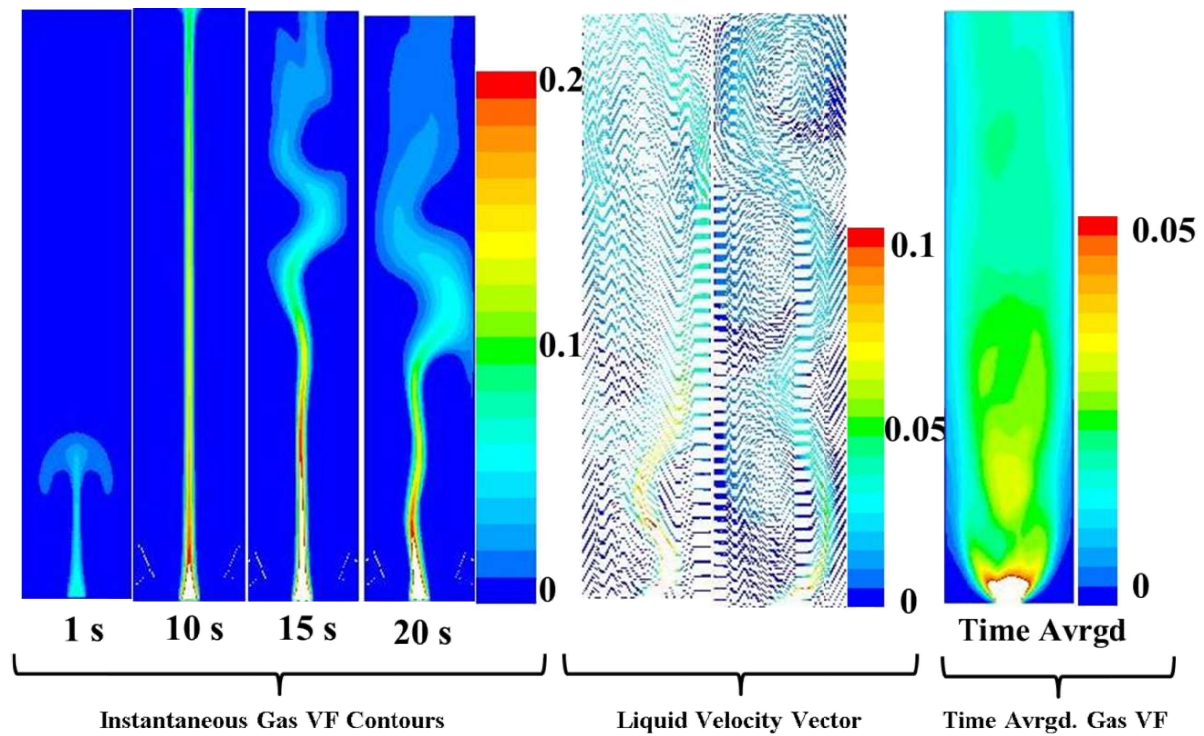 0.2
0.1
0
1 s
10 s
15 s
20 s
Instantaneous Gas VF Contours
0.1
0.05
0
Liquid Velocity Vector
0.05
0
Time Avrgd
Time Avrgd. Gas VF